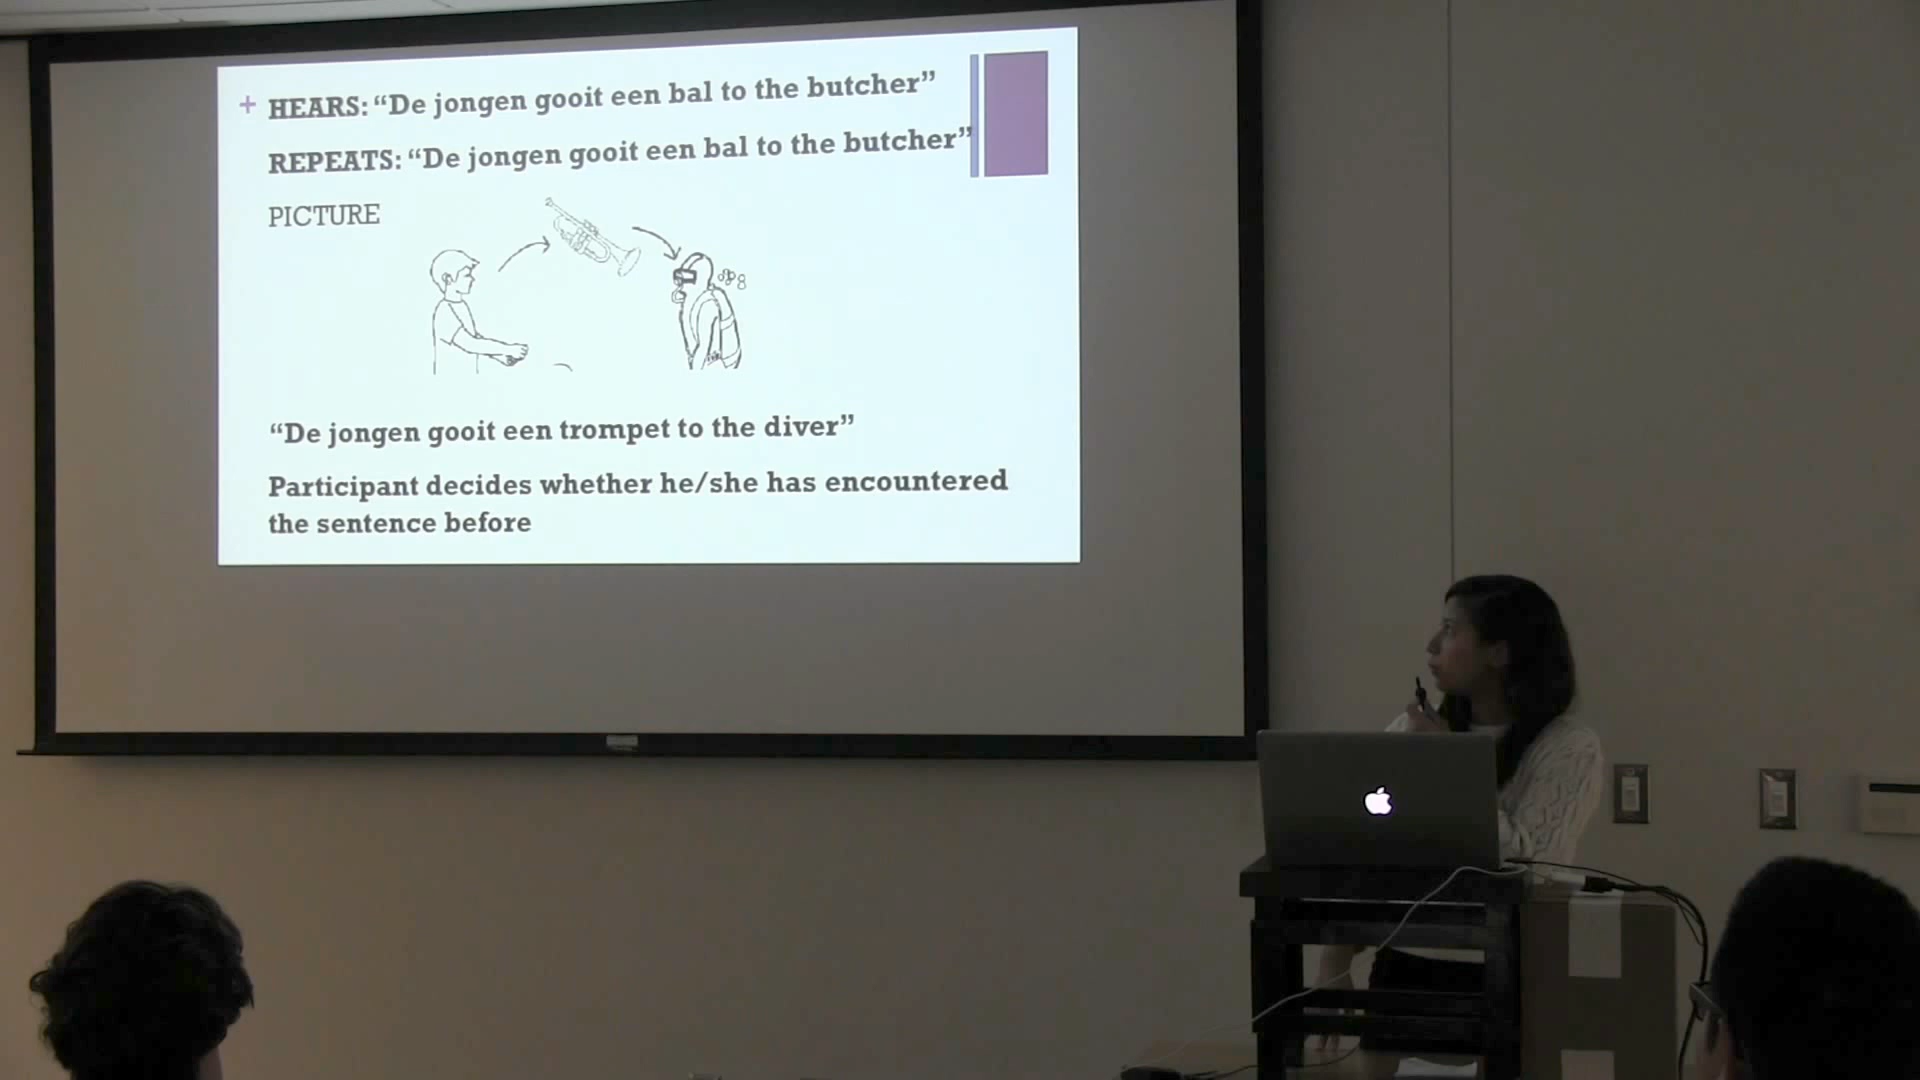 + HEARS: “De jongen gooit een bal to the butcher”
REPEATS: “De jongen gooit een bal to the butcher”
PICTURE
“De jongen gooit een trompet to the diver”
Participant decides whether he/she has encountered
the sentence before